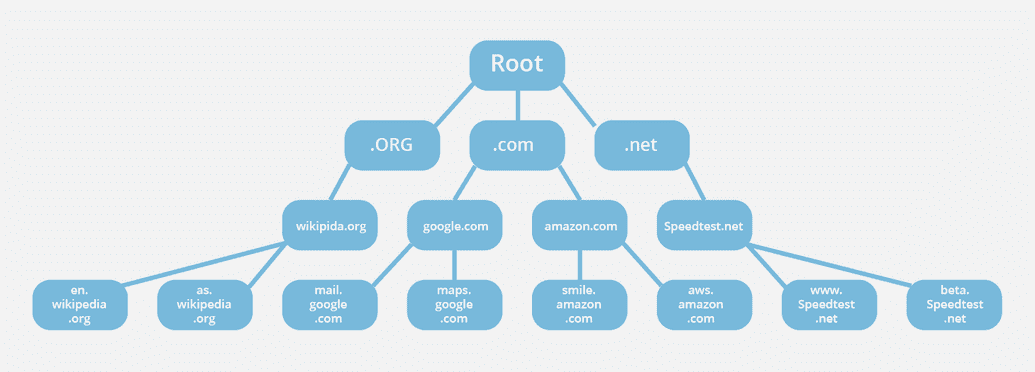 Root
.ORG
.com
.net
wikipida.org
google.com
amazon.com
Speedtest.net
en.
wikipedia
.org
as.
wikipedia
.org
mail.
google
.com
maps.
google
.com
smile.
amazon
.com
aws.
amazon
.com
www.
Speedtest
.net
beta.
Speedtest
.net